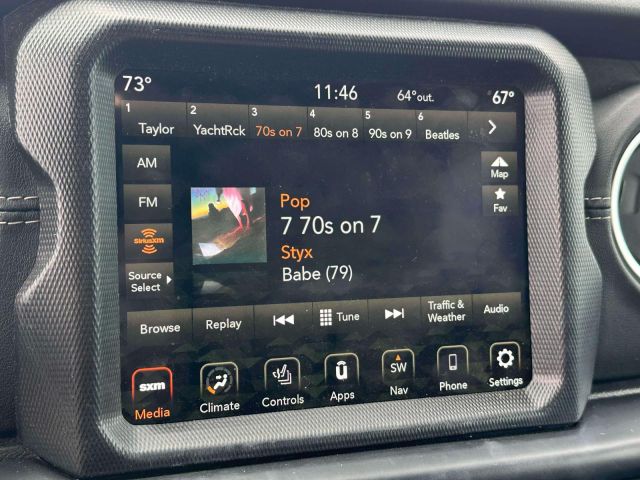 73° 11:46 64°out. 67°
1 2 3 4 5 6
Taylor YachtRck 70s on 7 80s on 8 90s on 9 Beatles
AM
Map
FM
Fav
SiriusXM
Pop
7 70s on 7
Styx
Babe (79)
Source
Select
Browse Replay Tune Traffic & Weather Audio
sxm
SW
Media Climate Controls Apps Nav Phone Settings